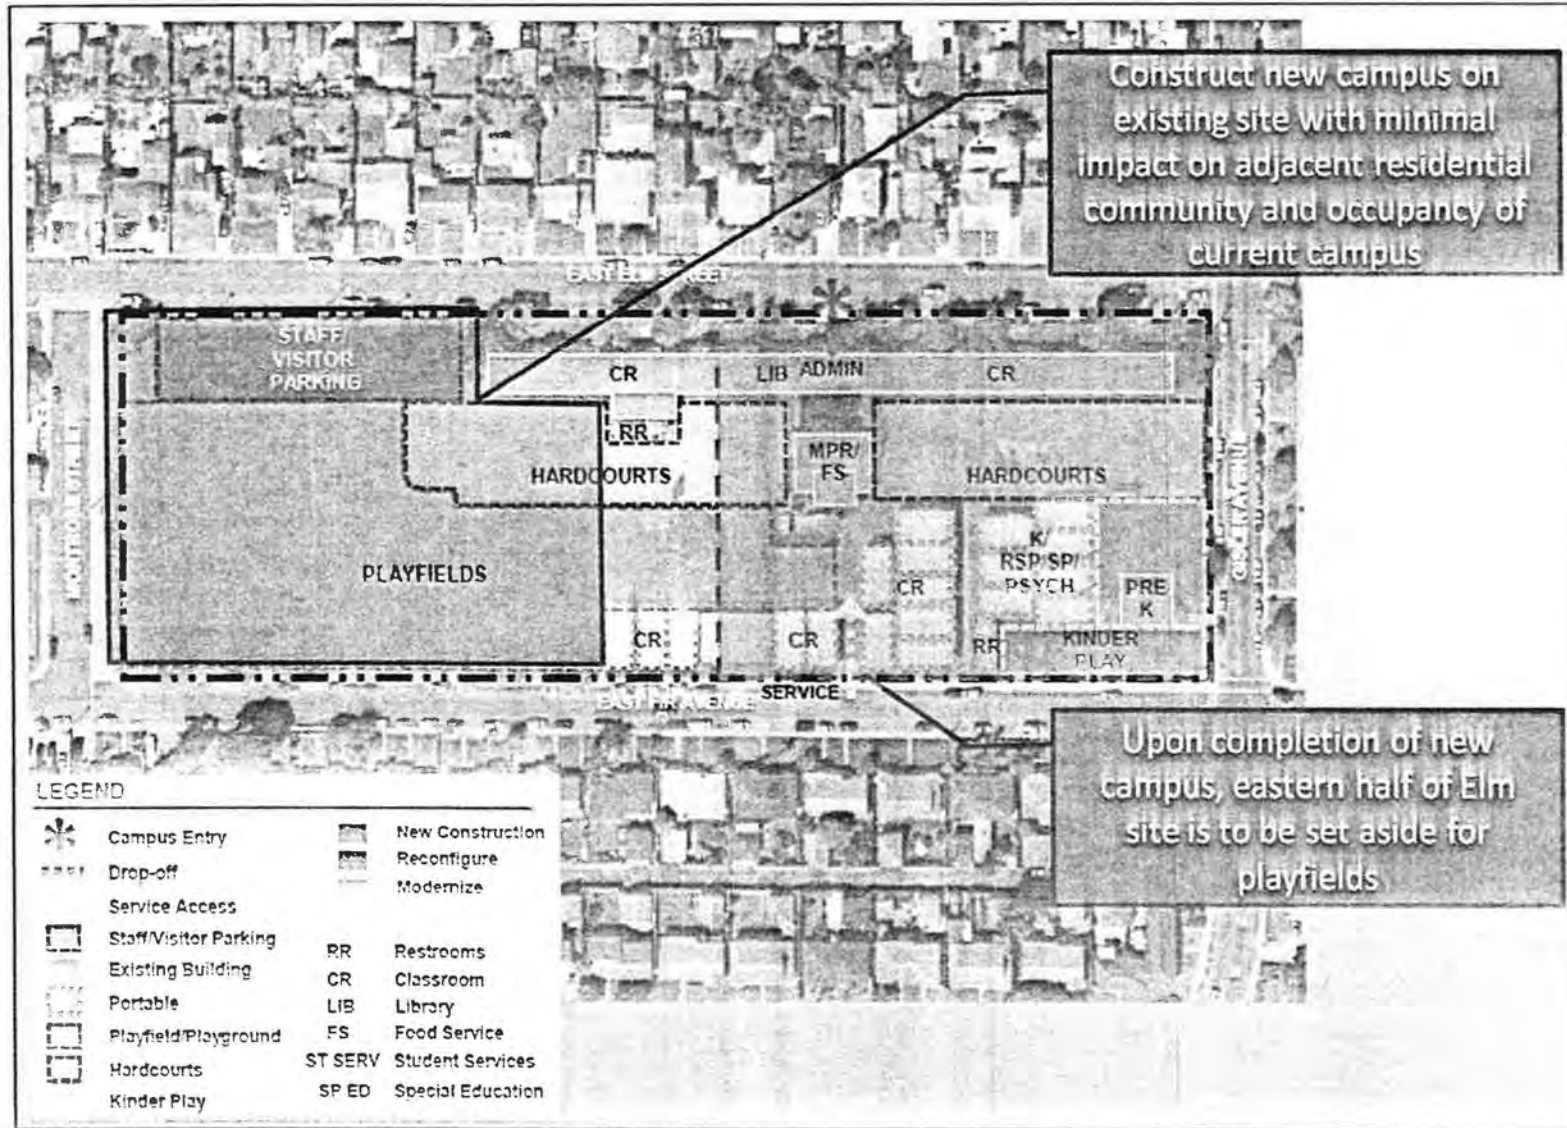 Construct new campus on
existing site with minimal
impact on adjacent residential
community and occupancy of
current campus
STAFF
VISITOR
PARKING
CR
LIB
ADMIN
CR
RR
HARDCOURTS
MPR/
FS
HARDCOURTS
PLAYFIELDS
CR
K/
RSP/SP/
PSYCH
PRE
K
CR
CR
RR
KINDER
PLAY
SERVICE
EAST FIR AVENUE
Upon completion of new
campus, eastern half of Elm
site is to be set aside for
playfields
LEGEND
Campus Entry
Drop-off
Service Access
Staff/Visitor Parking
Existing Building
Portable
Playfield/Playground
Hardcourts
Kinder Play
New Construction
Reconfigure
Modernize
RR Restrooms
CR Classroom
LIB Library
FS Food Service
ST SERV Student Services
SP ED Special Education